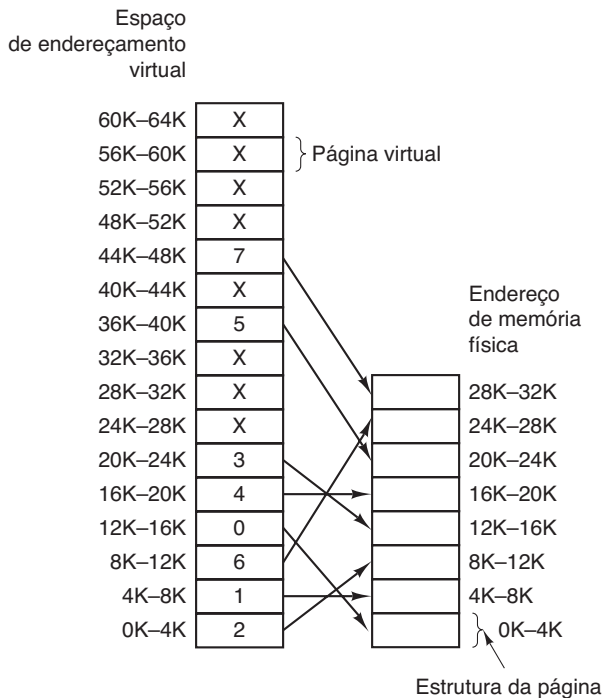 Espaço
de endereçamento
virtual
60K–64K X
56K–60K X Página virtual
52K–56K X
48K–52K X
44K–48K 7
40K–44K X
36K–40K 5
32K–36K X
28K–32K X
24K–28K X
20K–24K 3
16K–20K 4
12K–16K 0
8K–12K 6
4K–8K 1
0K–4K 2
Endereço
de memória
física
28K–32K
24K–28K
20K–24K
16K–20K
12K–16K
8K–12K
4K–8K
0K–4K
Estrutura da página